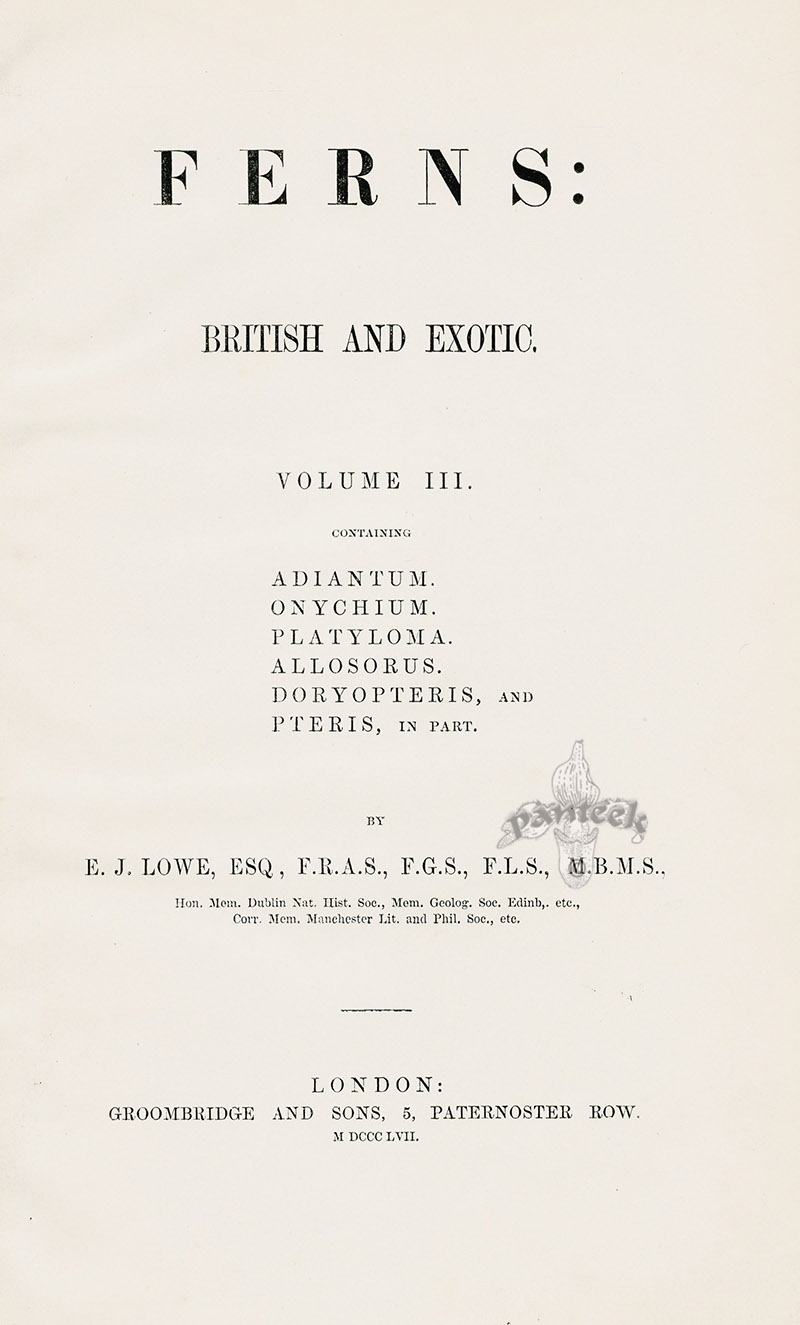 FERNS:
BRITISH AND EXOTIC.
VOLUME III.
CONTAINING
ADIANTUM.
ONYCHIUM.
PLATYLOMA.
ALLOSORUS.
DORYOPTERIS, AND
PTERIS, IN PART.
panteek
BY
E. J. LOWE, ESQ, F.R.A.S., F.G.S., F.L.S., M.B.M.S.,
Hon. Mem. Dublin Nat. Hist. Soc., Mem. Geolog. Soc. Edinb,. etc.,
Corr. Mem. Manchester Lit. and Phil. Soc., etc.
LONDON:
GROOMBRIDGE AND SONS, 5, PATERNOSTER ROW.
M DCCC LVII.